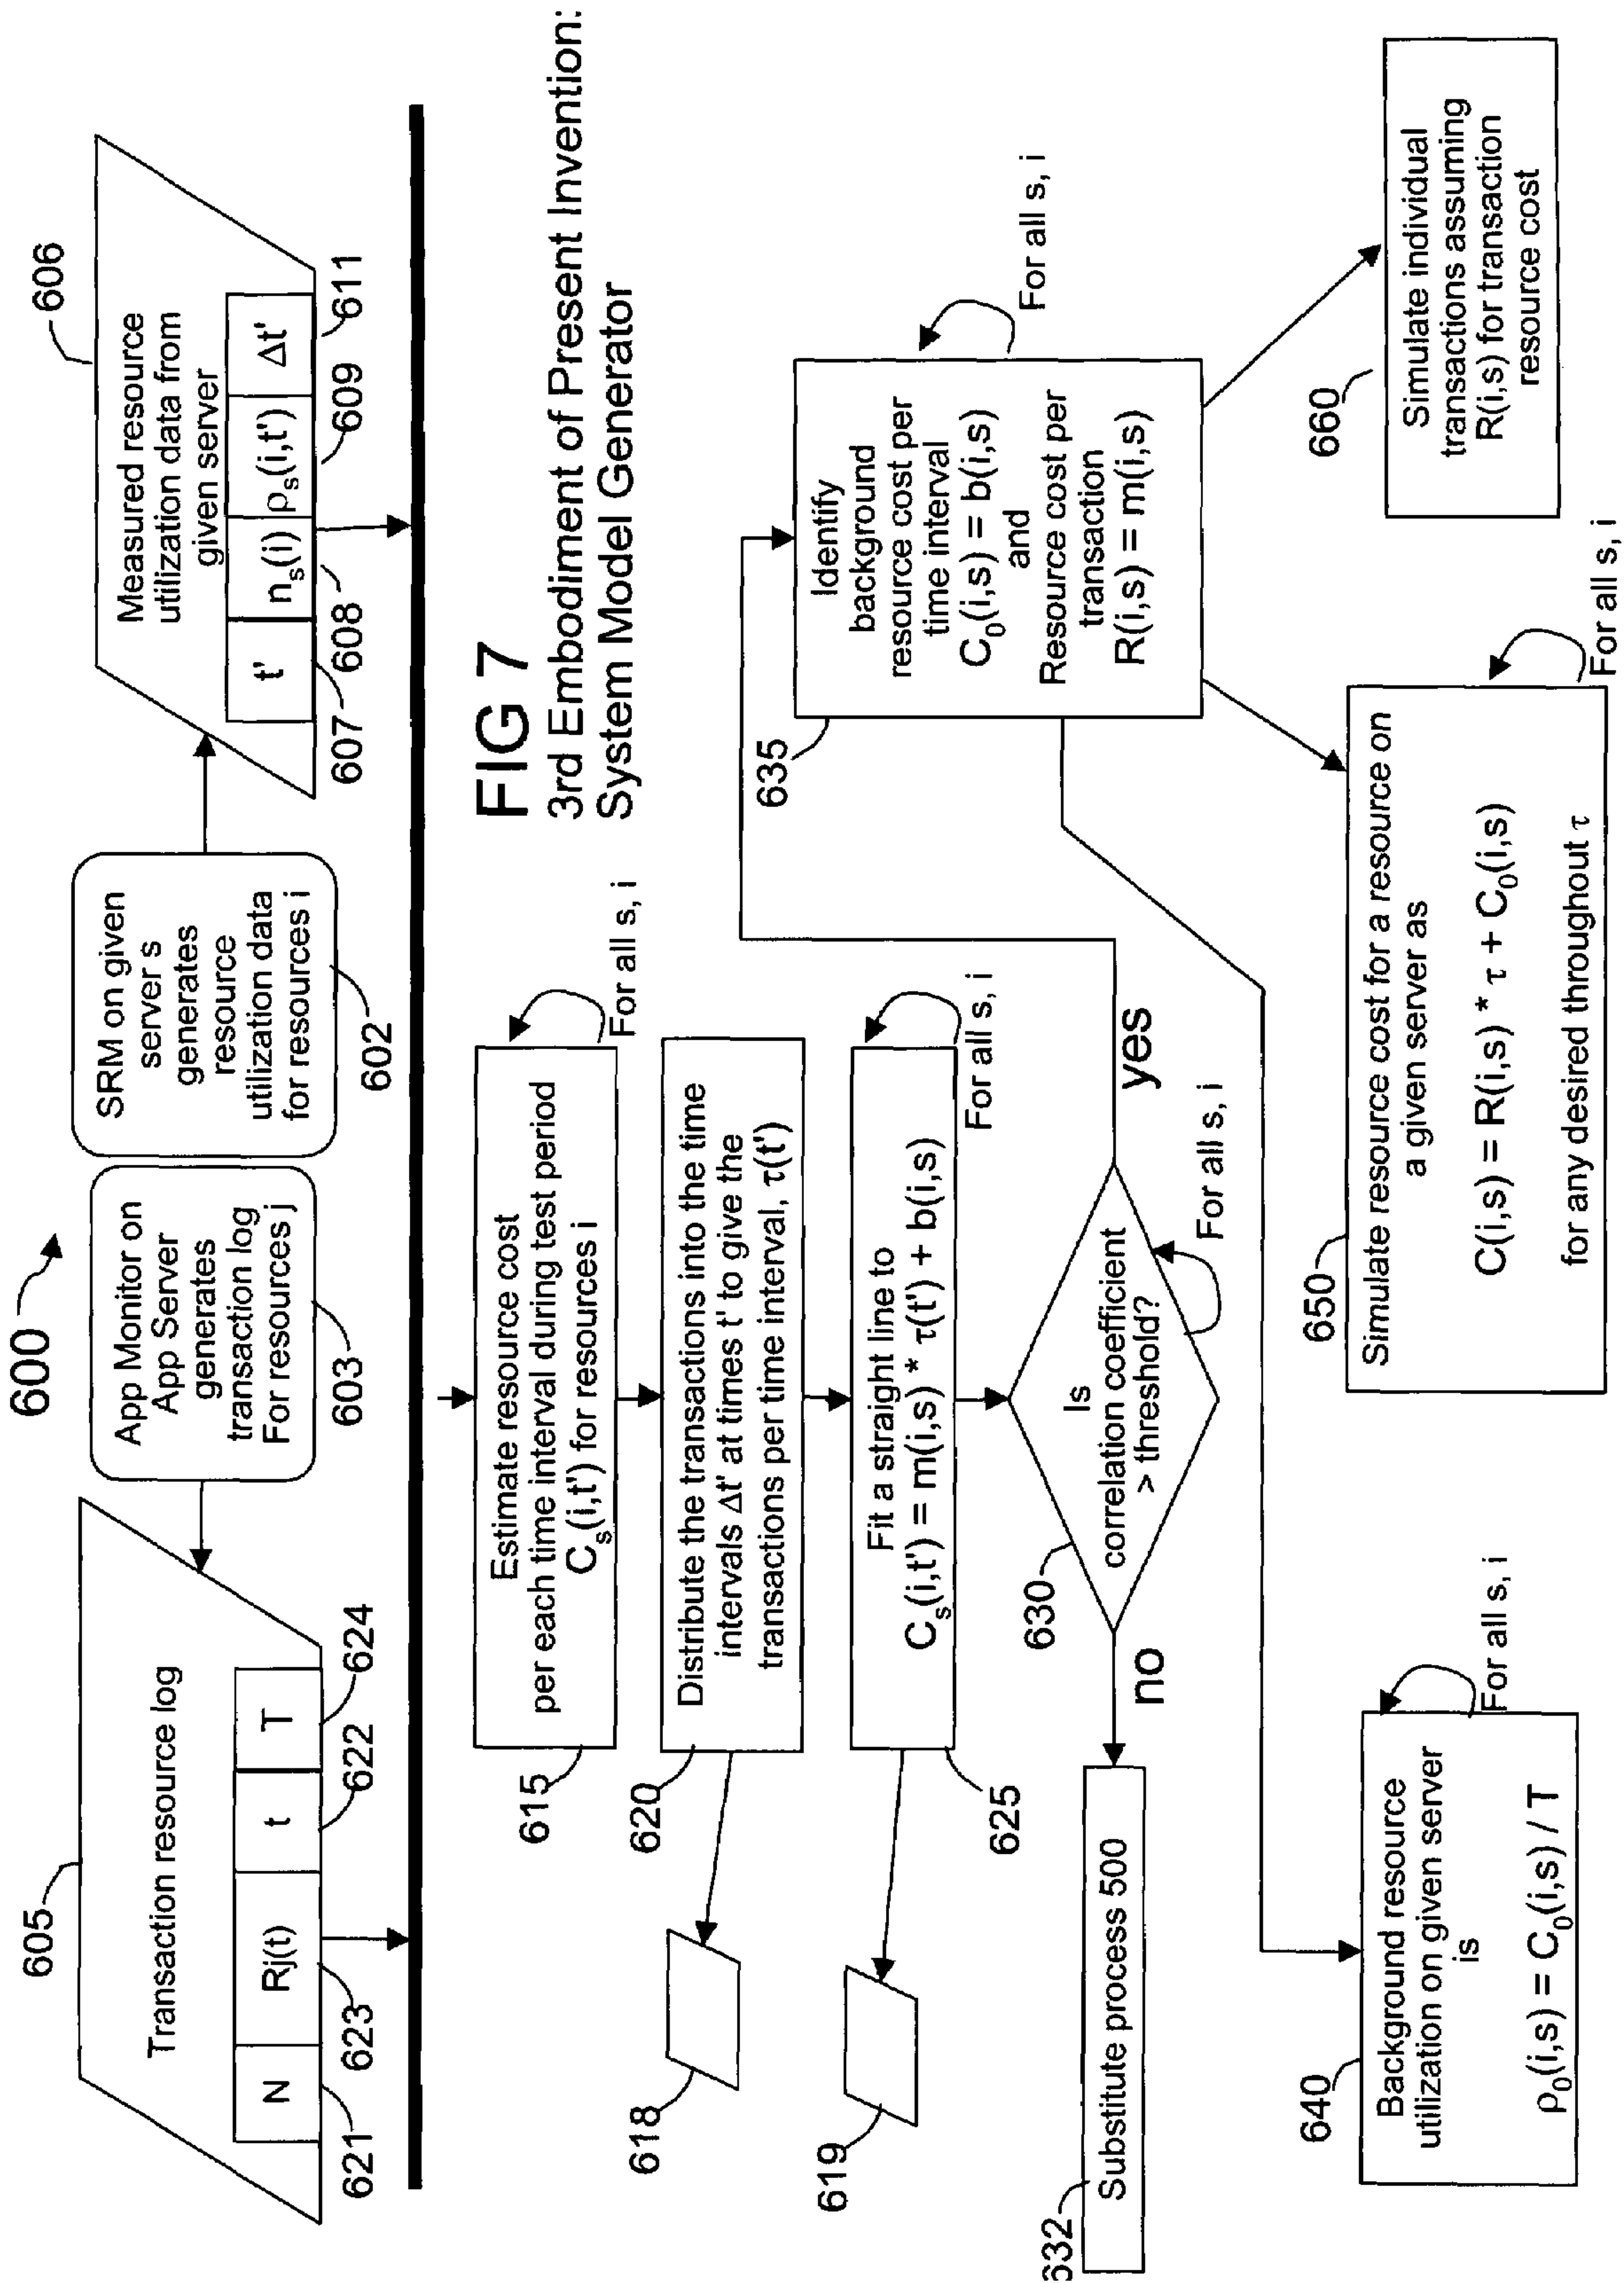 600
605
Transaction resource log
N
Rj(t)
t
T
621
623
622
624
App Monitor on
App Server
generates
transaction log
For resources j
603
SRM on given
server s
generates
resource
utilization data
for resources i
602
606
Measured resource
utilization data from
given server
t'
nₛ(i)
ρₛ(i,t')
Δt'
607
608
609
611
FIG 7
3rd Embodiment of Present Invention:
System Model Generator
Estimate resource cost
per each time interval during test period
Cₛ(i,t') for resources i
615
For all s, i
Distribute the transactions into the time
intervals Δt' at times t' to give the
transactions per time interval, τ(t')
620
618
Fit a straight line to
Cₛ(i,t') = m(i,s) * τ(t') + b(i,s)
625
For all s, i
619
Is
correlation coefficient
> threshold?
630
no
yes
For all s, i
632
Substitute process 500
635
Identify
background
resource cost per
time interval
C₀(i,s) = b(i,s)
and
Resource cost per
transaction
R(i,s) = m(i,s)
For all s, i
640
Background resource
utilization on given server
is
ρ₀(i,s) = C₀(i,s) / T
For all s, i
650
Simulate resource cost for a resource on
a given server as
C(i,s) = R(i,s) * τ + C₀(i,s)
for any desired throughout τ
For all s, i
660
Simulate individual
transactions assuming
R(i,s) for transaction
resource cost